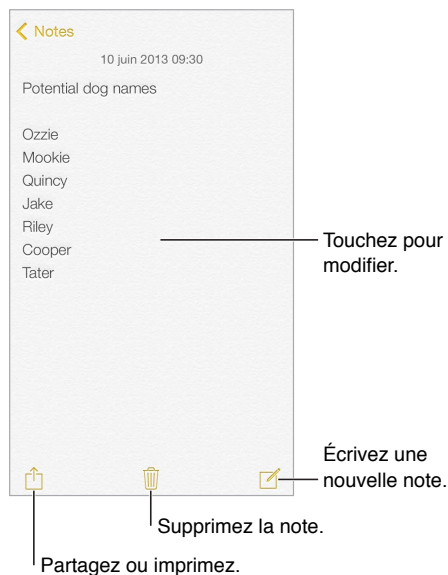 Notes
10 juin 2013 09:30
Potential dog names
Ozzie
Mookie
Quincy
Jake
Riley
Cooper
Tater
Touchez pour
modifier.
Écrivez une
nouvelle note.
Supprimez la note.
Partagez ou imprimez.